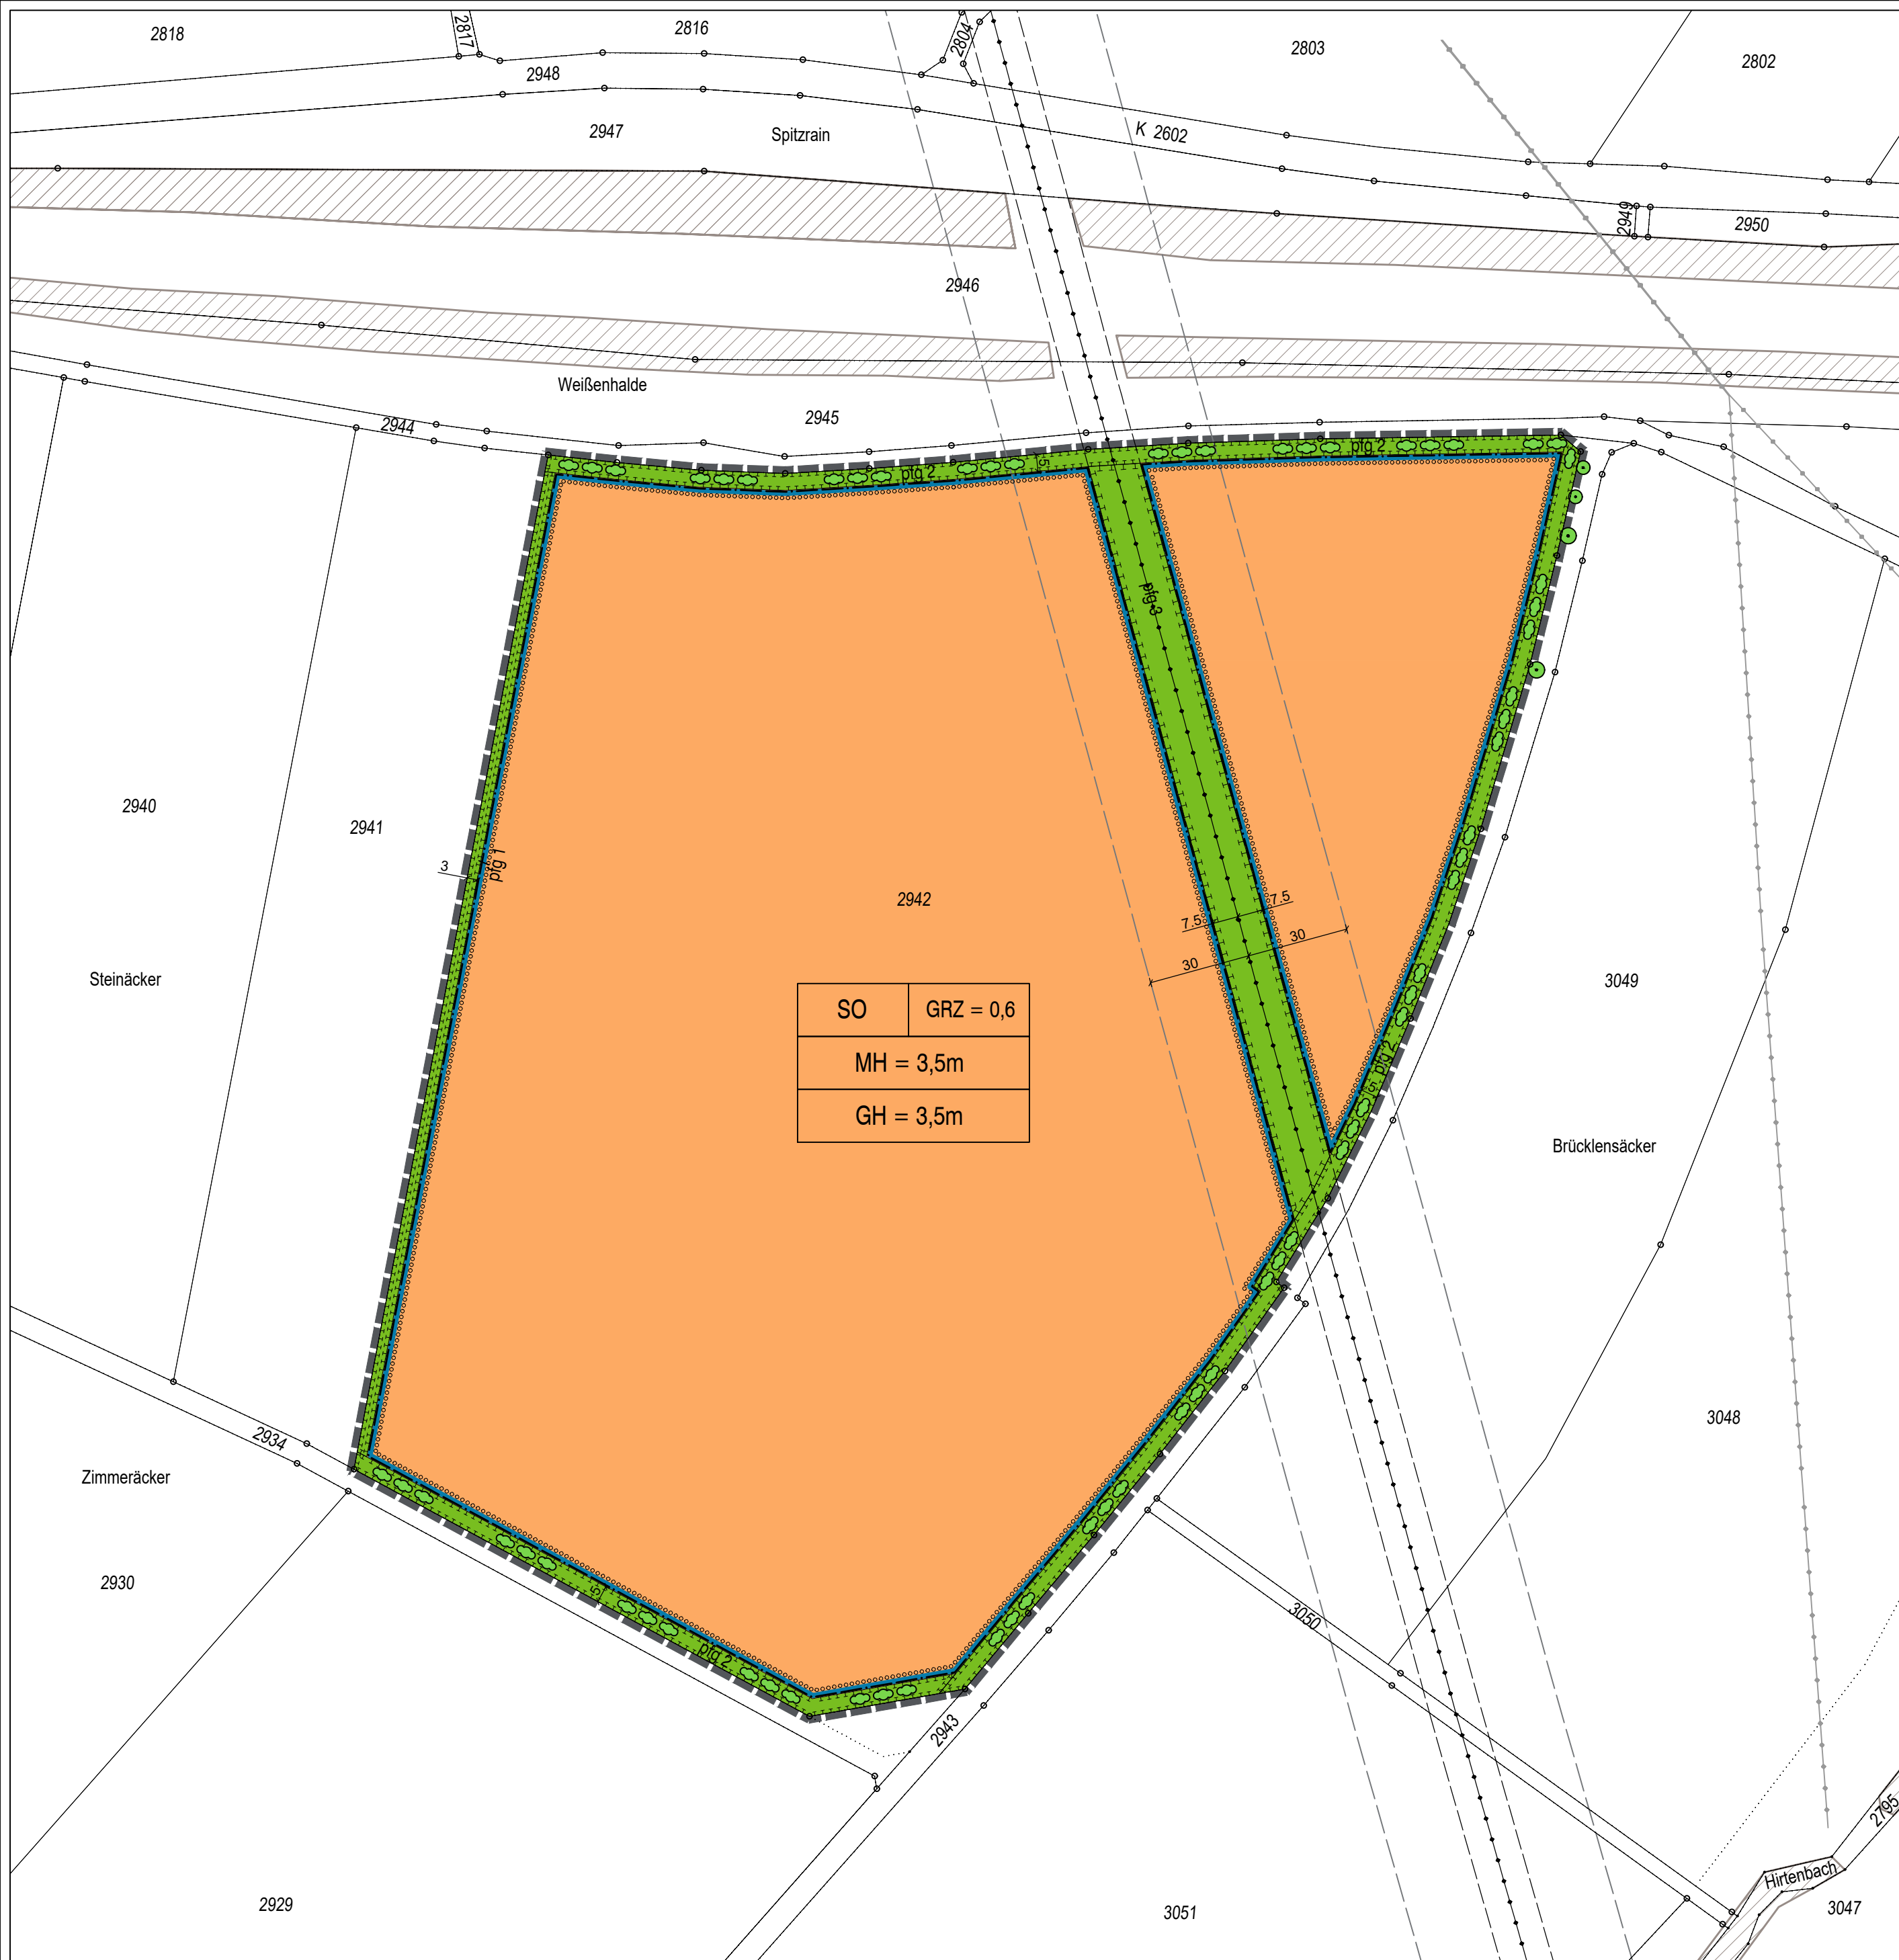 2818
2817
2816
2804
2803
2802
2948
2947
Spitzrain
K 2602
2949
2950
2946
Weißenhalde
2945
2944
pfg 2
5
pfg 2
pfg 3
2940
2941
3
pfg 1
2942
7.5
7.5
30
30
Steinäcker
3049
SO
GRZ = 0,6
MH = 3,5m
GH = 3,5m
5
pfg 2
Brücklensäcker
3048
2934
Zimmeräcker
2930
5
pfg 2
3050
2943
2929
3051
Hirtenbach
2795
3047